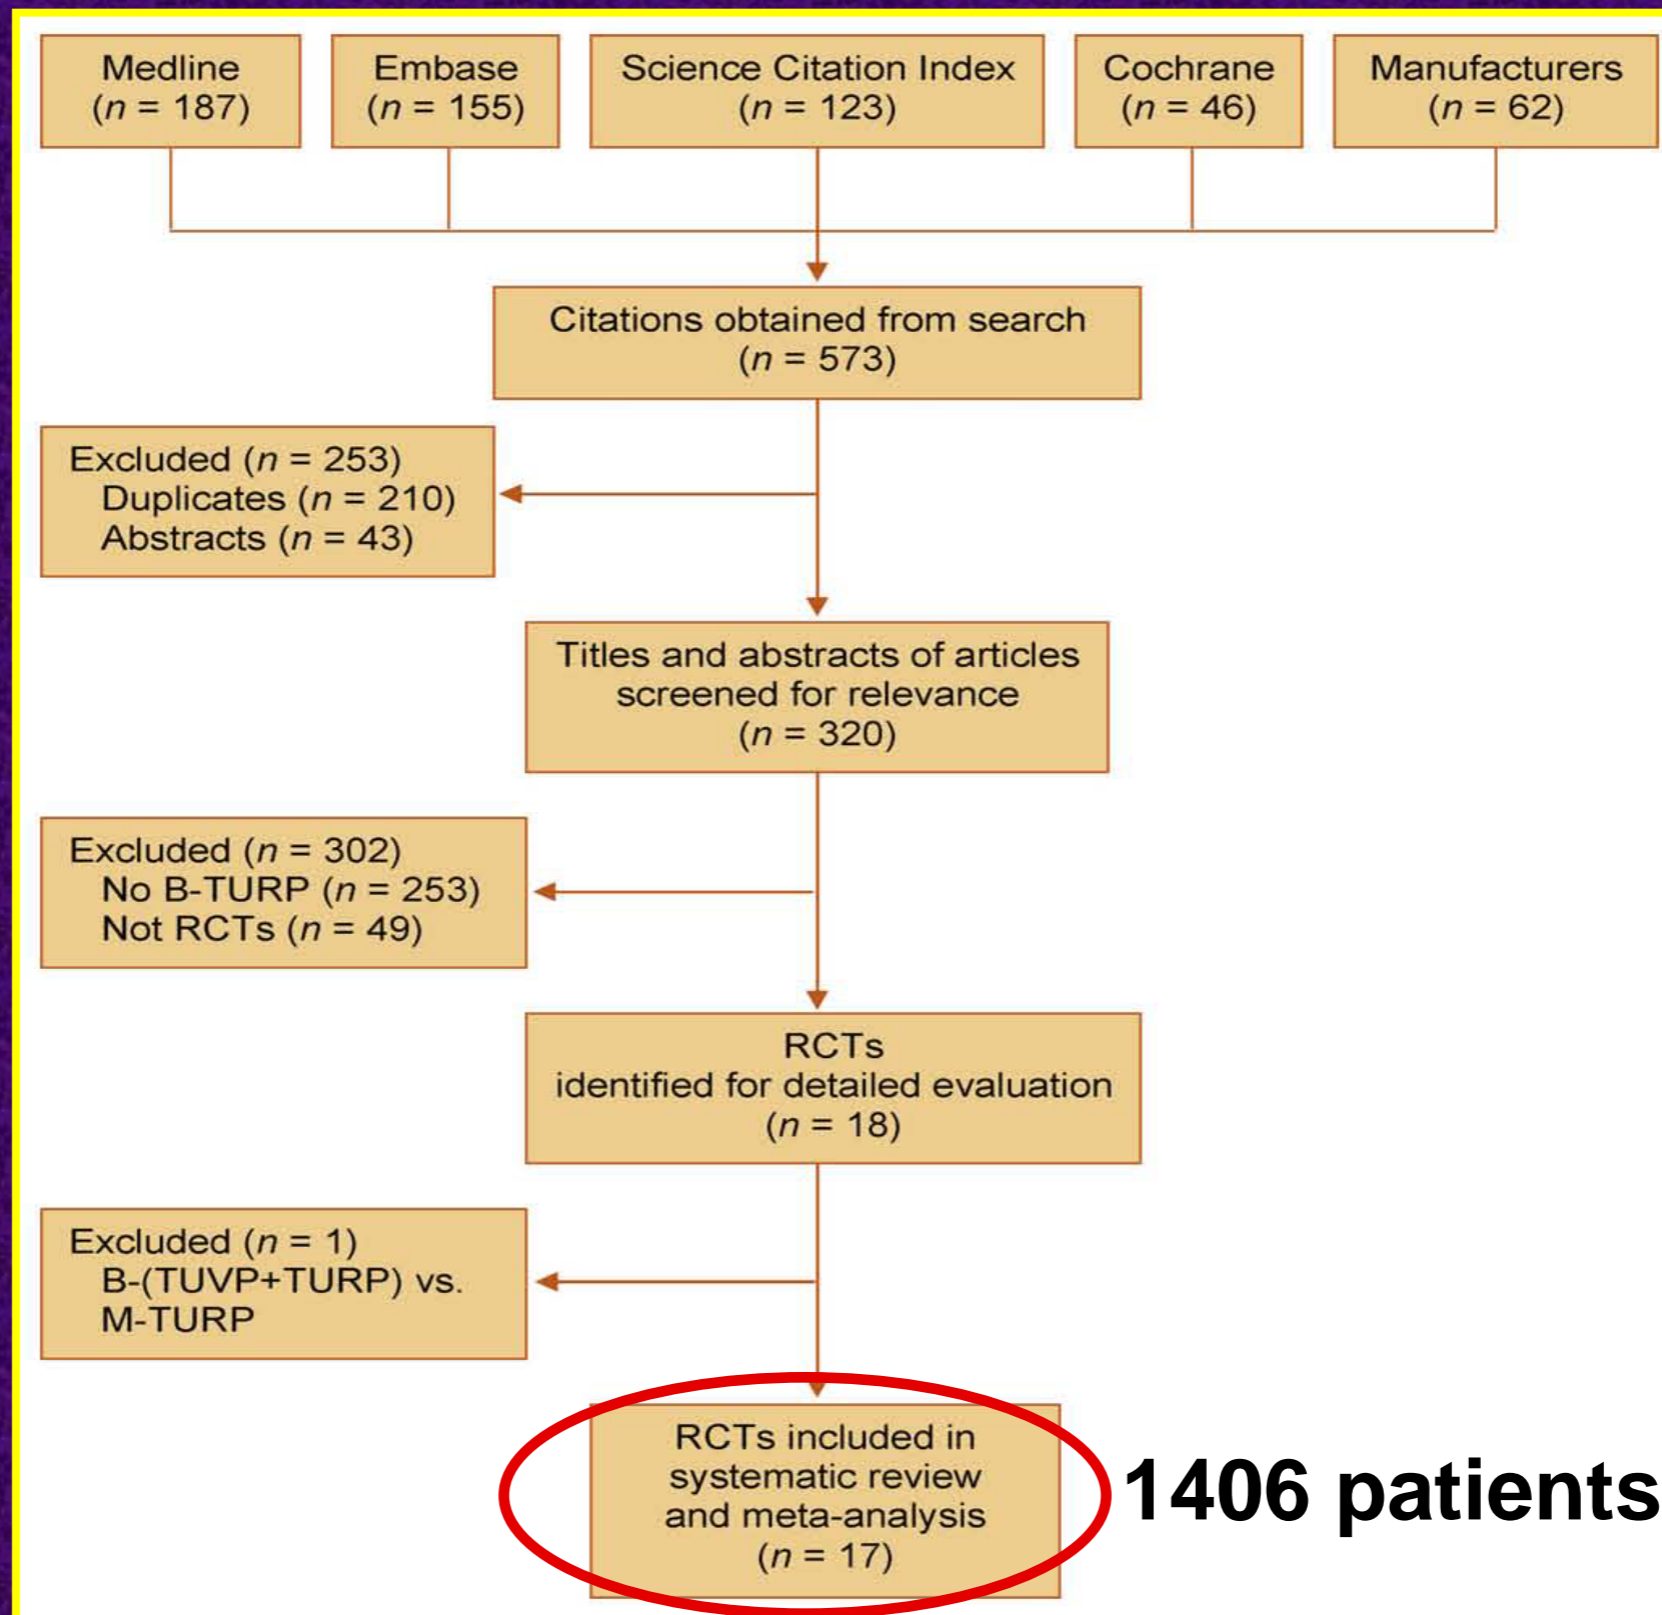 Medline
(n = 187)
Embase
(n = 155)
Science Citation Index
(n = 123)
Cochrane
(n = 46)
Manufacturers
(n = 62)
Citations obtained from search
(n = 573)
Excluded (n = 253)
Duplicates (n = 210)
Abstracts (n = 43)
Titles and abstracts of articles
screened for relevance
(n = 320)
Excluded (n = 302)
No B-TURP (n = 253)
Not RCTs (n = 49)
RCTs
identified for detailed evaluation
(n = 18)
Excluded (n = 1)
B-(TUVP+TURP) vs.
M-TURP
RCTs included in
systematic review
and meta-analysis
(n = 17)
1406 patients